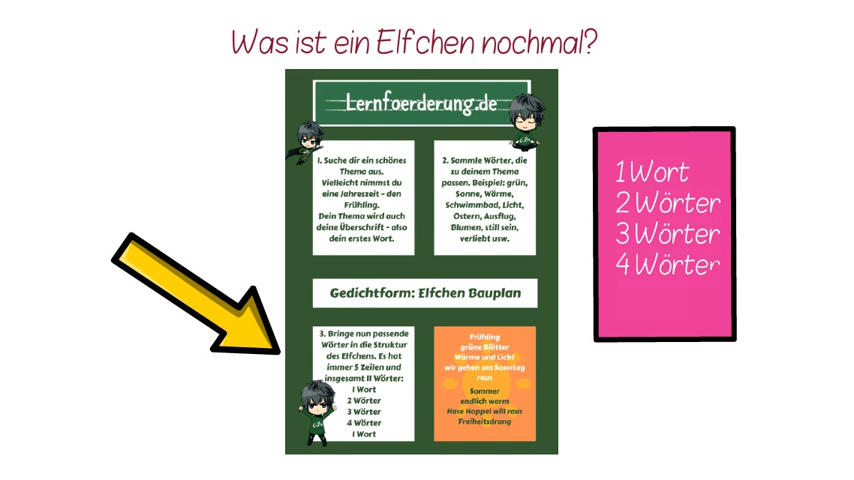 Was ist ein Elfchen nochmal?
Lernfoerderung.de
1. Suche dir ein schönes
Thema aus.
Vielleicht nimmst du
eine Jahreszeit - den
Frühling.
Dein Thema wird auch
deine Überschrift - also
dein erstes Wort.
2. Sammle Wörter, die
zu deinem Thema
passen. Beispiel: grün,
Sonne, Wärme,
Schwimmbad, Licht,
Ostern, Ausflug,
Blumen, still sein,
verliebt usw.
Gedichtform: Elfchen Bauplan
3. Bringe nun passende
Wörter in die Struktur
des Elfchens. Es hat
immer 5 Zeilen und
insgesamt 11 Wörter:
1 Wort
2 Wörter
3 Wörter
4 Wörter
1 Wort
Frühling
grüne Blätter
Wärme und Licht
wir gehen am Sonntag
raus
Sommer
endlich warm
Hase Hoppel will raus
Freiheitsdrang
1 Wort
2 Wörter
3 Wörter
4 Wörter